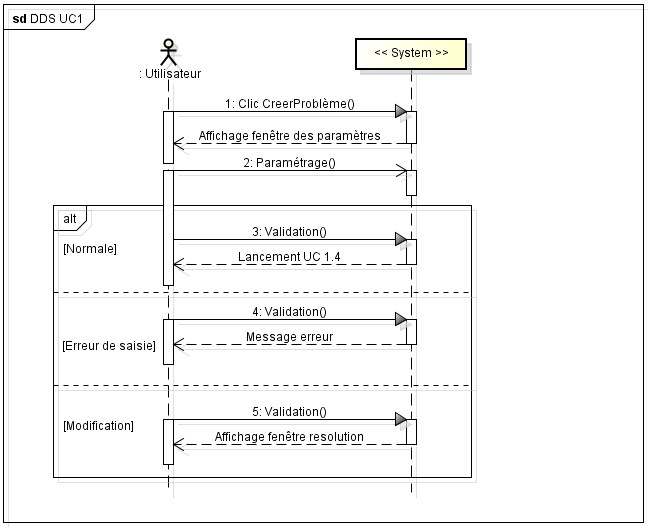 sd DDS UC1
<< System >>
: Utilisateur
1: Clic CreerProblème()
Affichage fenêtre des paramètres
2: Paramétrage()
alt
3: Validation()
[Normale]
Lancement UC 1.4
4: Validation()
Message erreur
[Erreur de saisie]
5: Validation()
[Modification]
Affichage fenêtre resolution